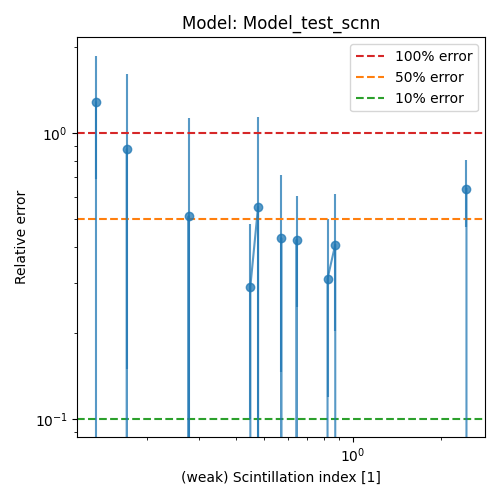 Model: Model_test_scnn
100% error
50% error
10% error
Relative error
10⁰
10⁻¹
10⁰
(weak) Scintillation index [1]